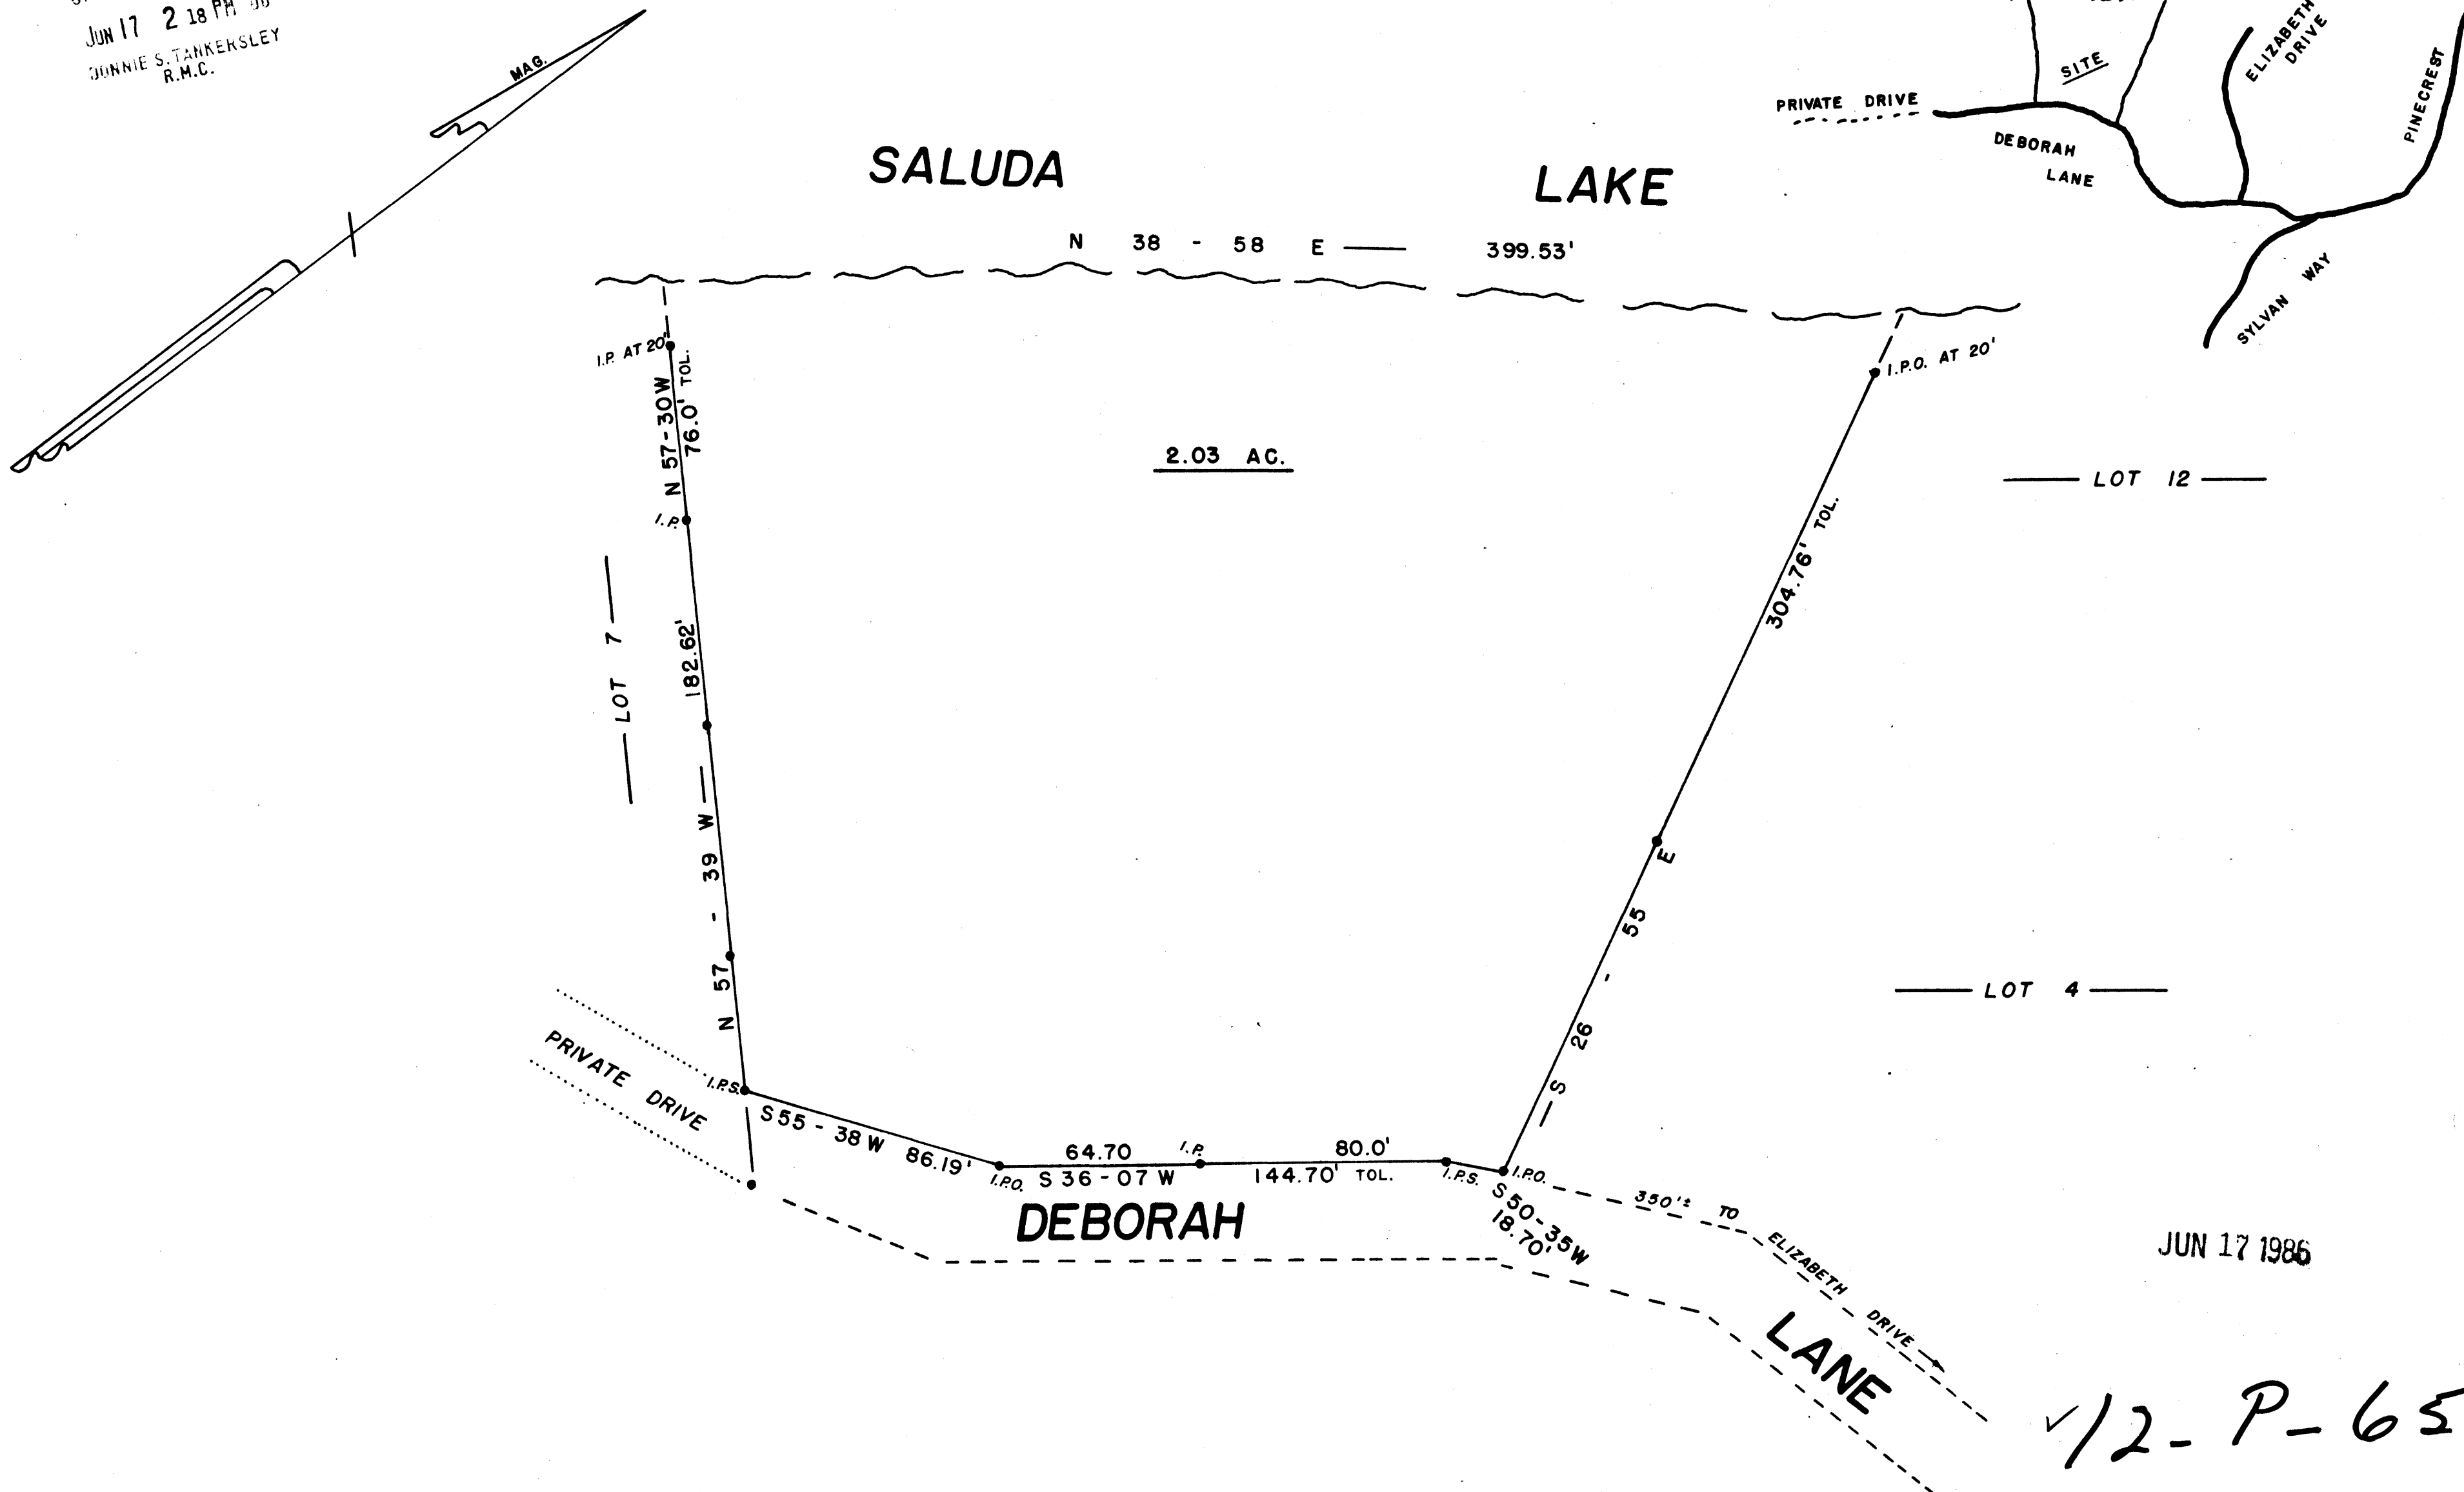 JUN 17 2 18 PM
DONNIE S. TANKERSLEY
R.M.C.
MAG.
SALUDA LAKE
N 38 - 58 E 399.53'
PRIVATE DRIVE
SITE
DEBORAH
LANE
ELIZABETH
DRIVE
PINECREST
SYLVAN WAY
I.P. AT 20'
N 57-30W
76.0' TOL.
I.P.
LOT 7
182.62'
N 57 - 39 W
2.03 AC.
I.P.O. AT 20'
304.76' TOL.
S 26 - 55 E
LOT 12
LOT 4
PRIVATE DRIVE
I.P.S.
S 55 - 38 W 86.19'
I.P.O.
64.70
S 36 - 07 W
I.P.
80.0'
144.70' TOL.
I.P.S.
I.P.O.
S 50-35W
18.70'
350'± TO ELIZABETH DRIVE
DEBORAH
LANE
JUN 17 1986
✓12-P-65